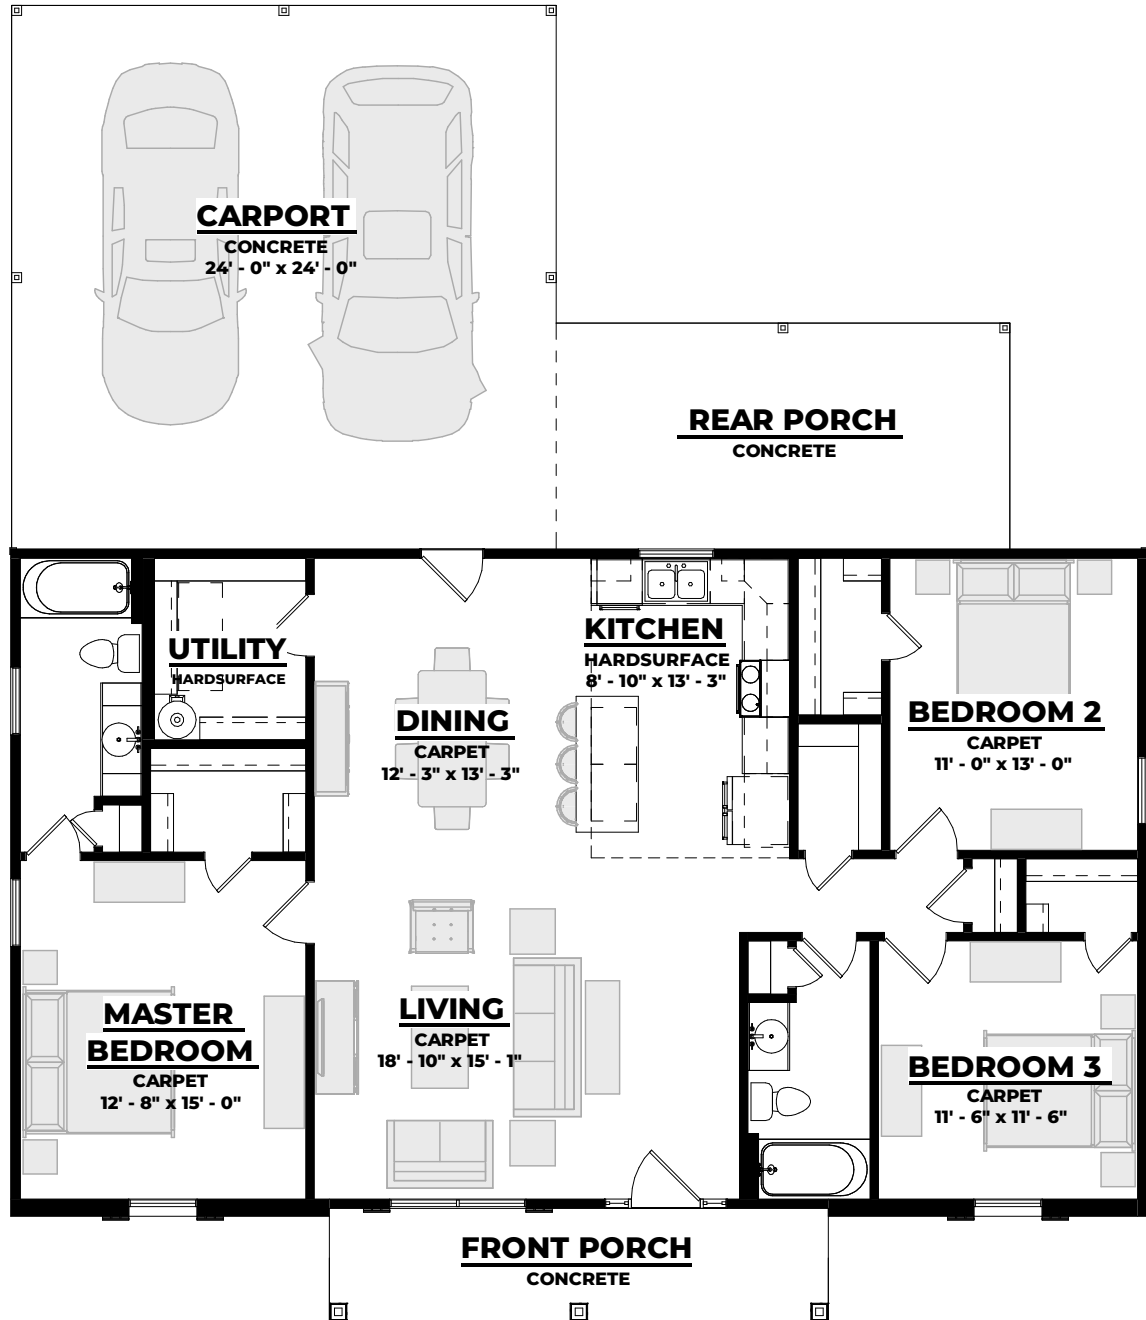 CARPORT
CONCRETE
24' - 0" x 24' - 0"
REAR PORCH
CONCRETE
UTILITY
HARDSURFACE
KITCHEN
HARDSURFACE
8' - 10" x 13' - 3"
DINING
CARPET
12' - 3" x 13' - 3"
BEDROOM 2
CARPET
11' - 0" x 13' - 0"
MASTER
BEDROOM
CARPET
12' - 8" x 15' - 0"
LIVING
CARPET
18' - 10" x 15' - 1"
BEDROOM 3
CARPET
11' - 6" x 11' - 6"
FRONT PORCH
CONCRETE